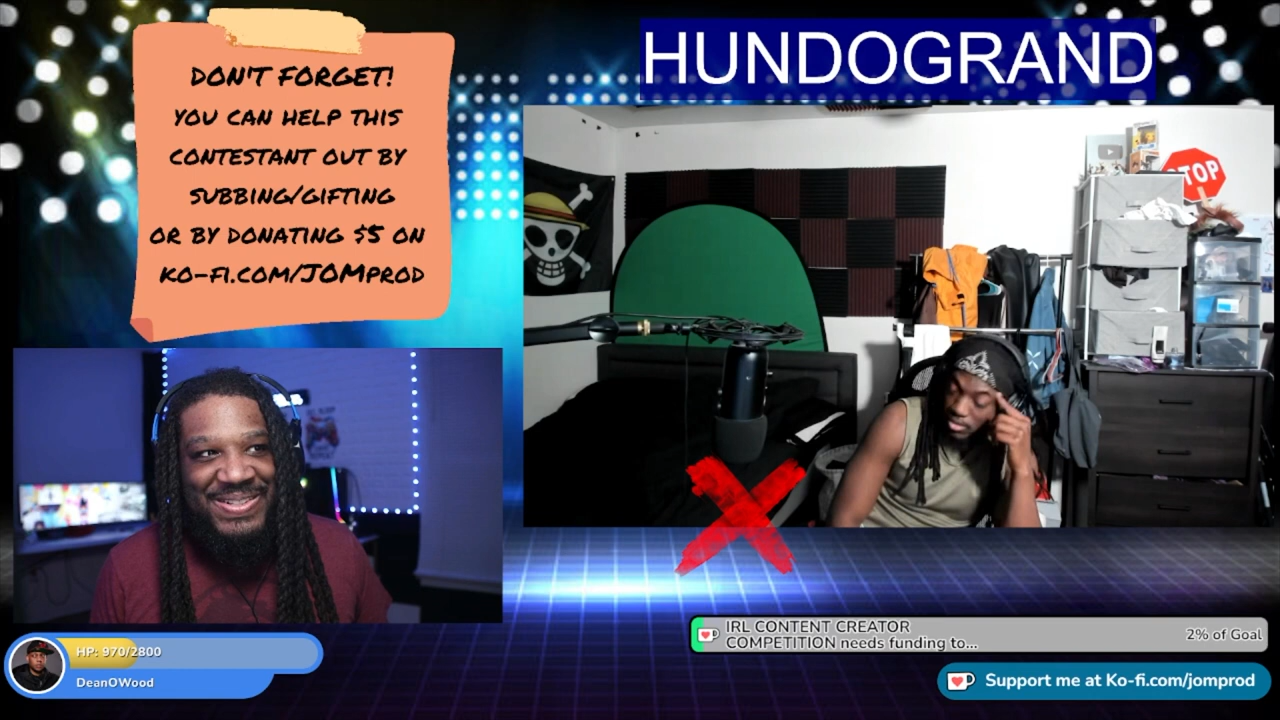 DON'T FORGET!
YOU CAN HELP THIS
CONTESTANT OUT BY
SUBBING/GIFTING
OR BY DONATING $5 ON
KO-FI.COM/JOMPROD
HUNDOGRAND
STOP
HP: 970/2800
DeanOWood
IRL CONTENT CREATOR
COMPETITION needs funding to...
2% of Goal
Support me at Ko-fi.com/jomprod